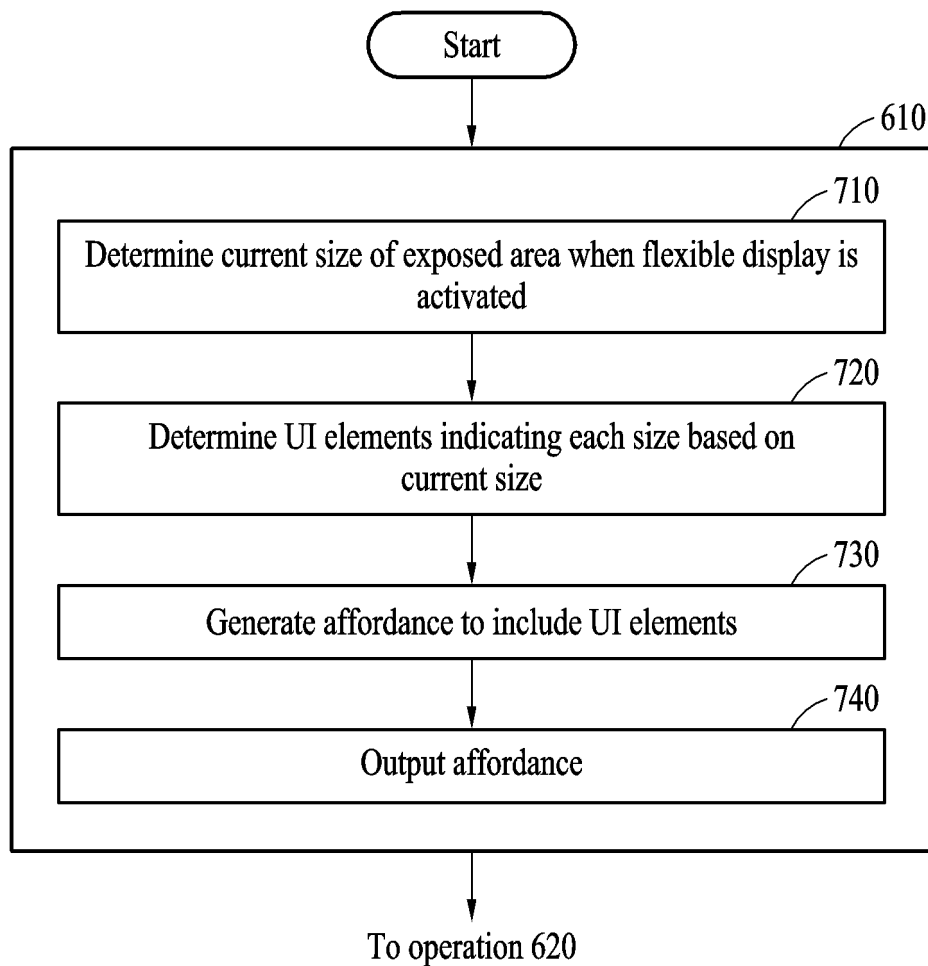 Start
610
710
Determine current size of exposed area when flexible display is
activated
720
Determine UI elements indicating each size based on
current size
730
Generate affordance to include UI elements
740
Output affordance
To operation 620